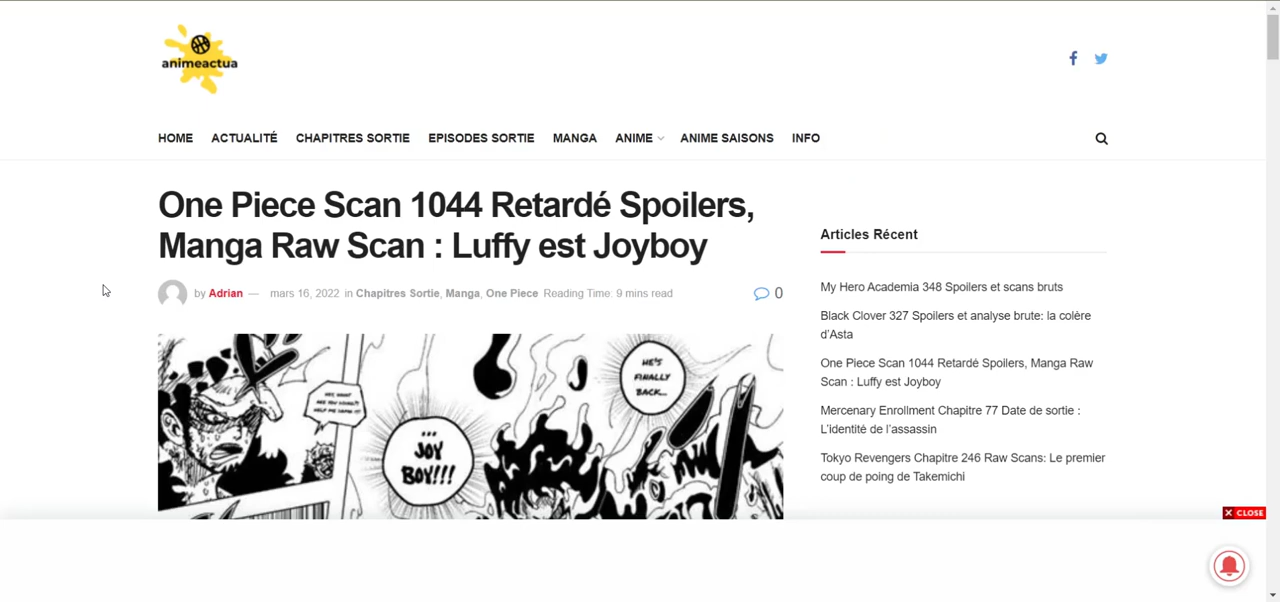 animeactua
HOME ACTUALITÉ CHAPITRES SORTIE EPISODES SORTIE MANGA ANIME ANIME SAISONS INFO
One Piece Scan 1044 Retardé Spoilers,
Manga Raw Scan : Luffy est Joyboy
by Adrian — mars 16, 2022 in Chapitres Sortie, Manga, One Piece Reading Time: 9 mins read
0
HE'S
FINALLY
BACK...
...
JOY
BOY!!!
Articles Récent
My Hero Academia 348 Spoilers et scans bruts
Black Clover 327 Spoilers et analyse brute: la colère
d'Asta
One Piece Scan 1044 Retardé Spoilers, Manga Raw
Scan : Luffy est Joyboy
Mercenary Enrollment Chapitre 77 Date de sortie :
L'identité de l'assassin
Tokyo Revengers Chapitre 246 Raw Scans: Le premier
coup de poing de Takemichi
CLOSE